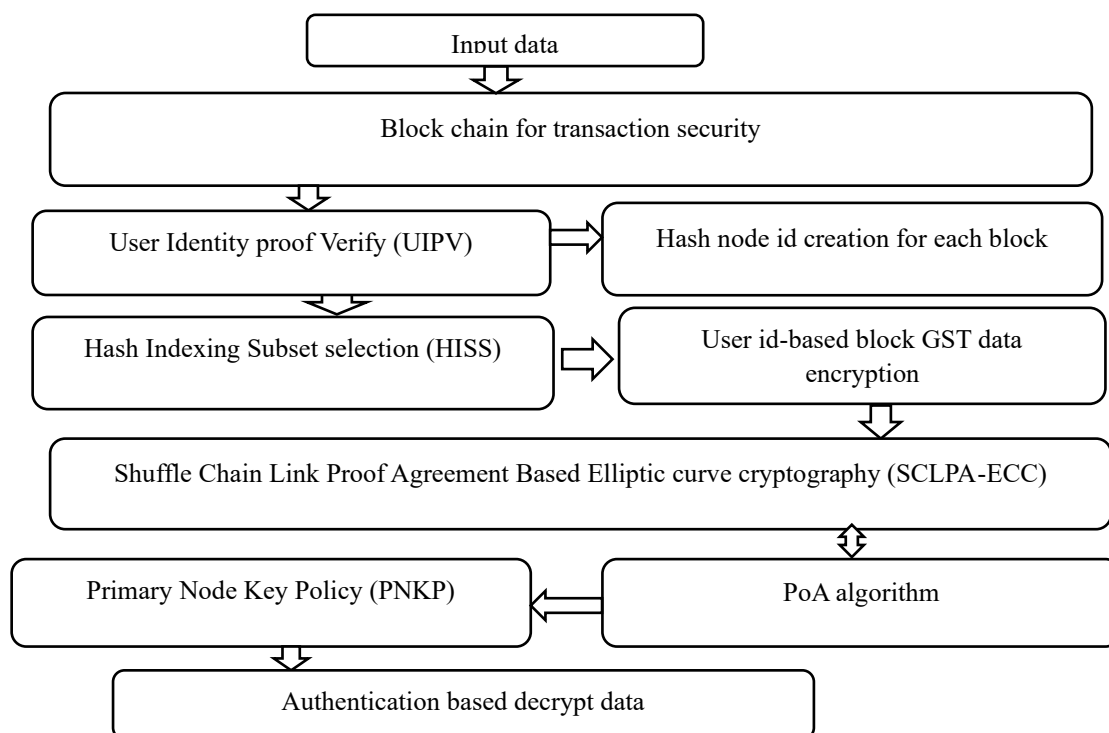 Input data
Block chain for transaction security
User Identity proof Verify (UIPV)
Hash node id creation for each block
Hash Indexing Subset selection (HISS)
User id-based block GST data
encryption
Shuffle Chain Link Proof Agreement Based Elliptic curve cryptography (SCLPA-ECC)
Primary Node Key Policy (PNKP)
PoA algorithm
Authentication based decrypt data